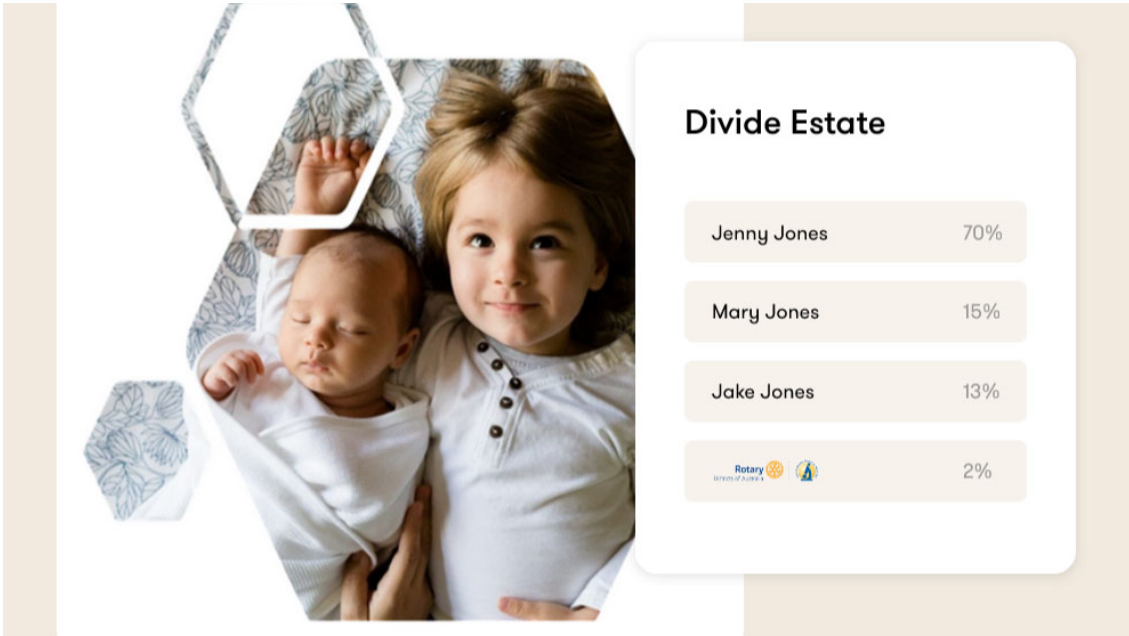 Divide Estate
Jenny Jones 70%
Mary Jones 15%
Jake Jones 13%
Rotary 2%